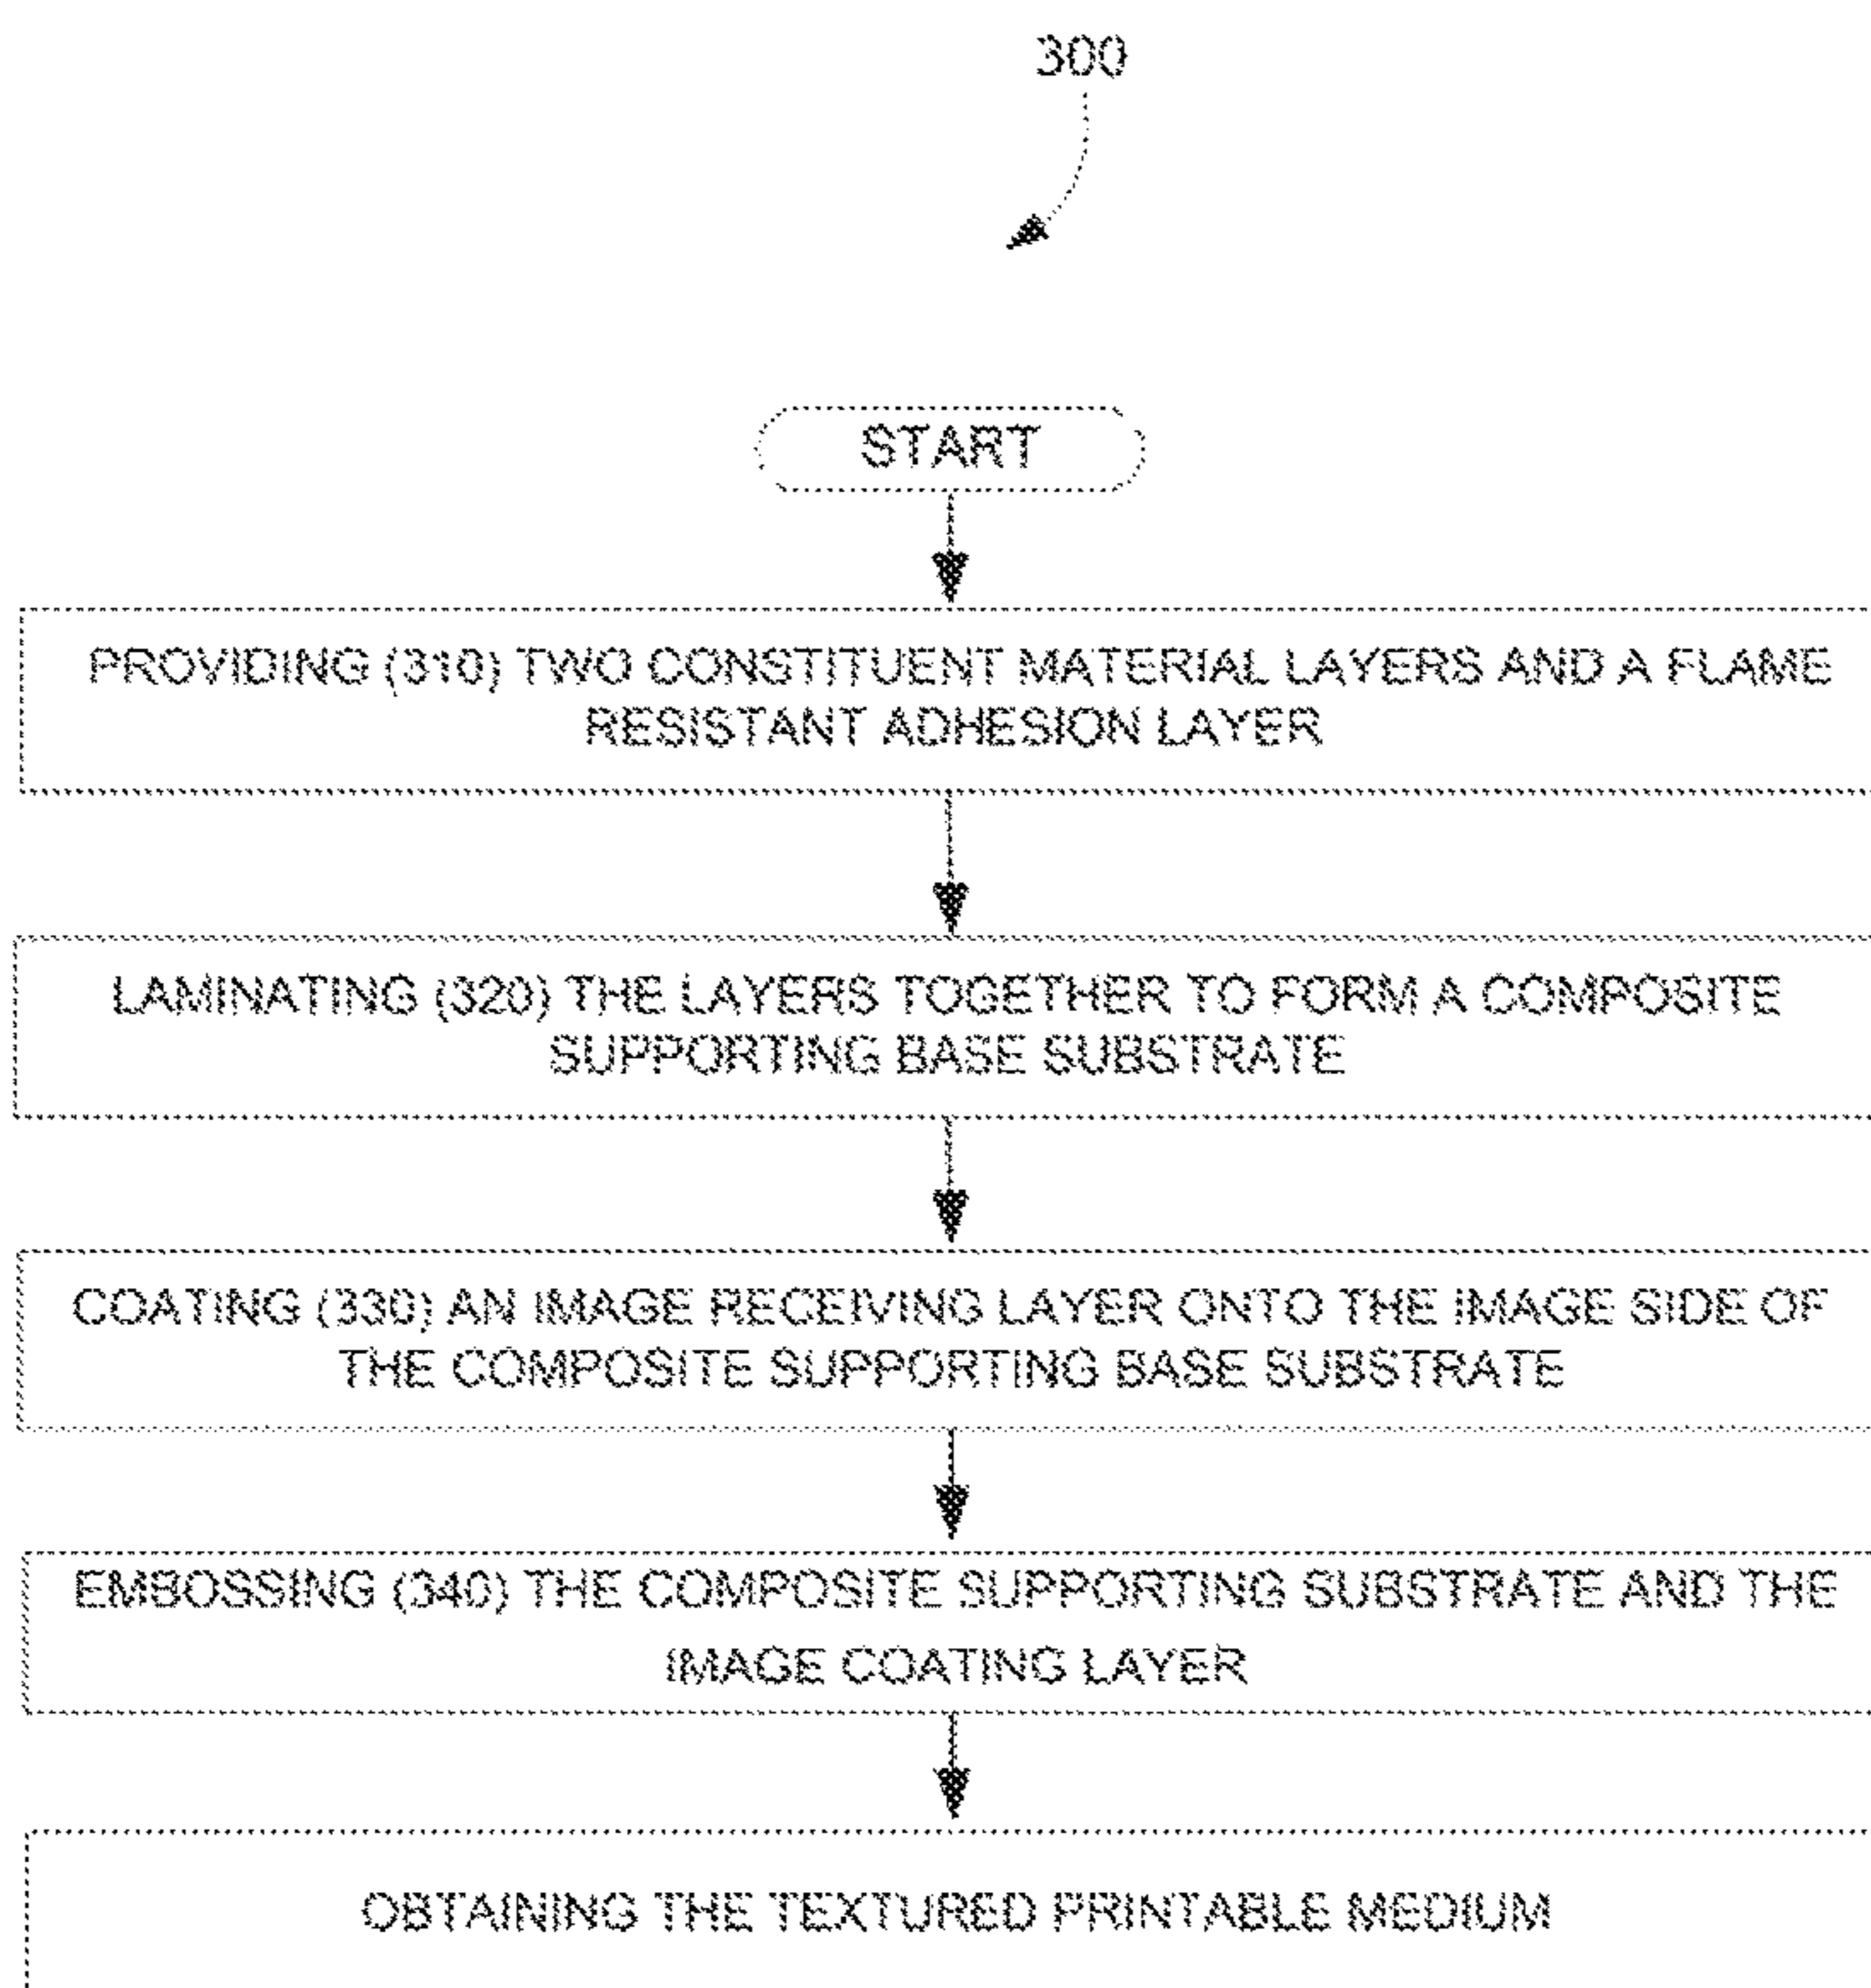 300
START
PROVIDING (310) TWO CONSTITUENT MATERIAL LAYERS AND A FLAME
RESISTANT ADHESION LAYER
LAMINATING (320) THE LAYERS TOGETHER TO FORM A COMPOSITE
SUPPORTING BASE SUBSTRATE
COATING (330) AN IMAGE RECEIVING LAYER ONTO THE IMAGE SIDE OF
THE COMPOSITE SUPPORTING BASE SUBSTRATE
EMBOSSING (340) THE COMPOSITE SUPPORTING SUBSTRATE AND THE
IMAGE COATING LAYER
OBTAINING THE TEXTURED PRINTABLE MEDIUM